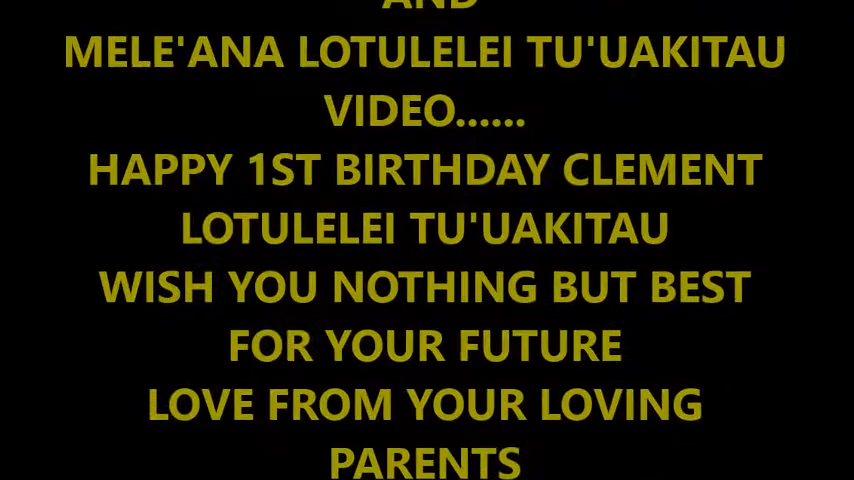 AND
MELE'ANA LOTULELEI TU'UAKITAU
VIDEO......
HAPPY 1ST BIRTHDAY CLEMENT
LOTULELEI TU'UAKITAU
WISH YOU NOTHING BUT BEST
FOR YOUR FUTURE
LOVE FROM YOUR LOVING
PARENTS